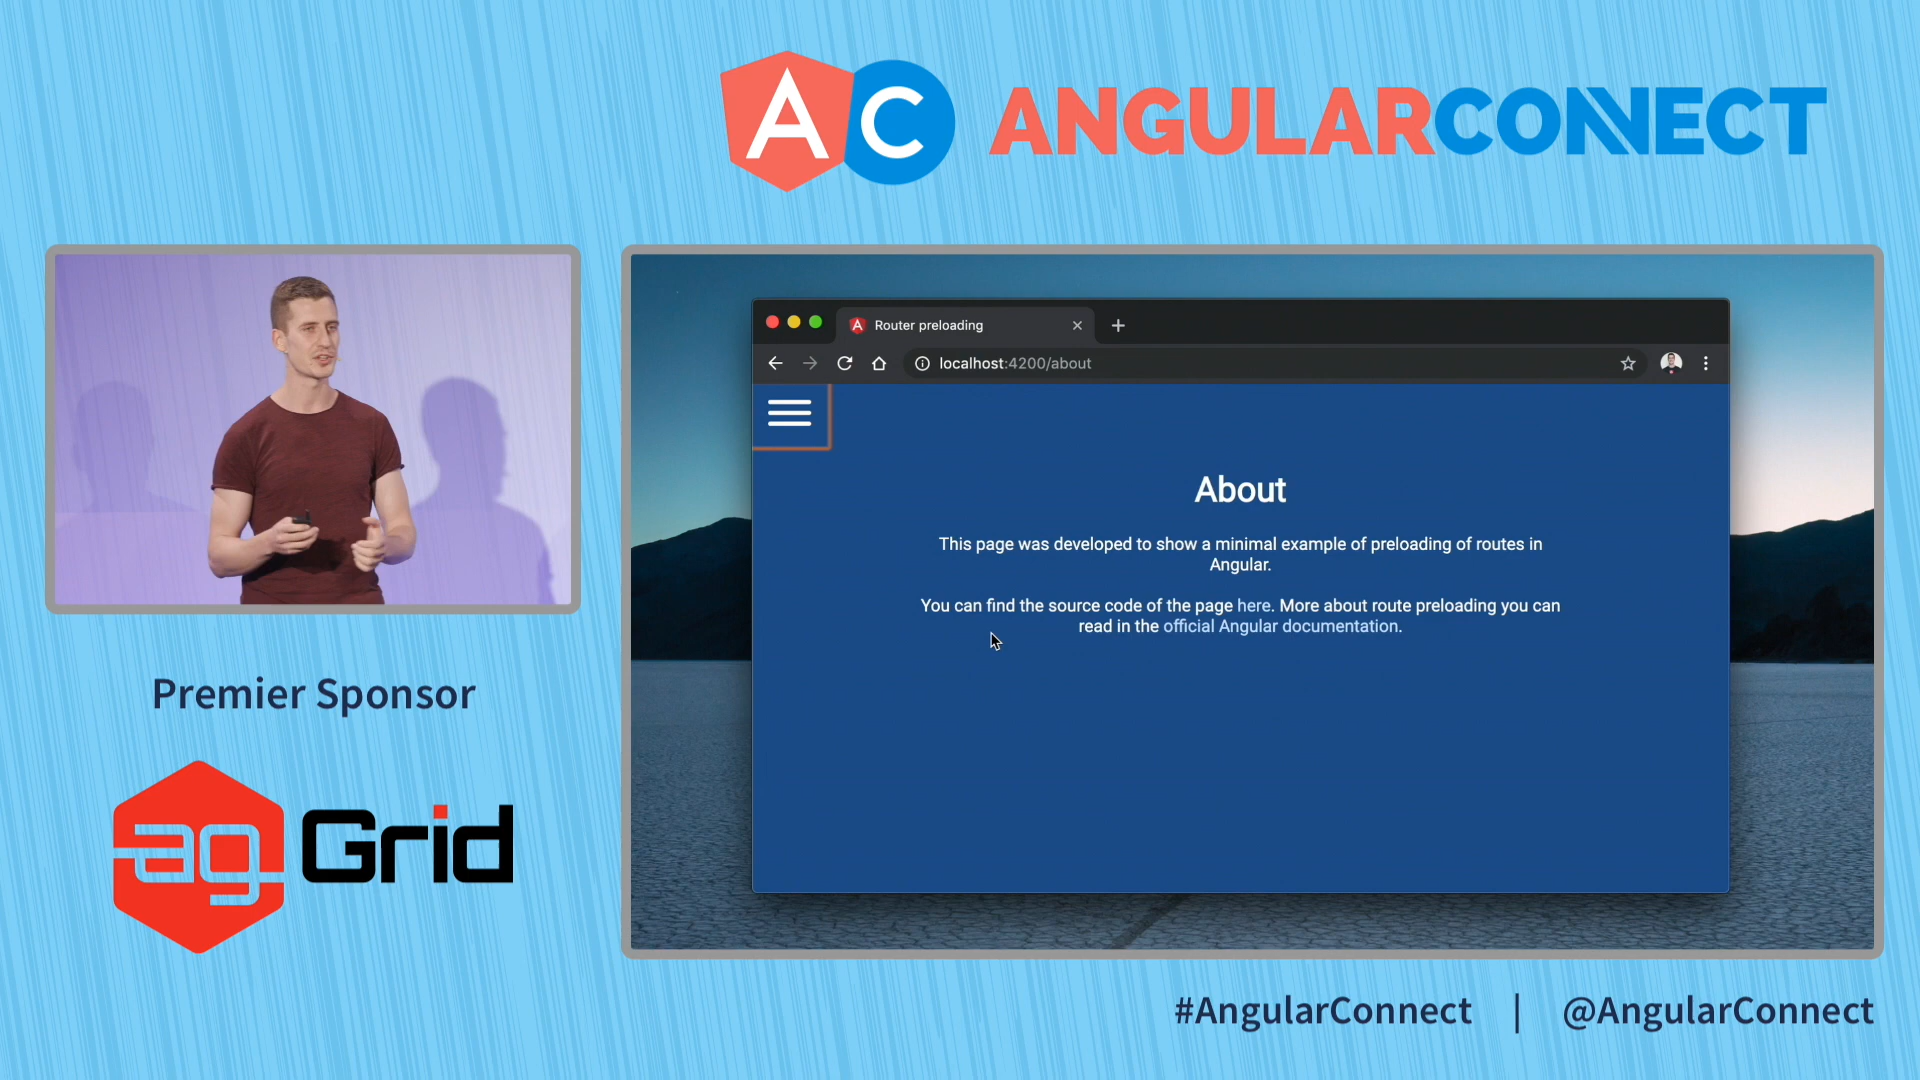 AC ANGULARCONNECT
Router preloading
localhost:4200/about
About
This page was developed to show a minimal example of preloading of routes in
Angular.
You can find the source code of the page here. More about route preloading you can
read in the official Angular documentation.
Premier Sponsor
ag Grid
#AngularConnect | @AngularConnect